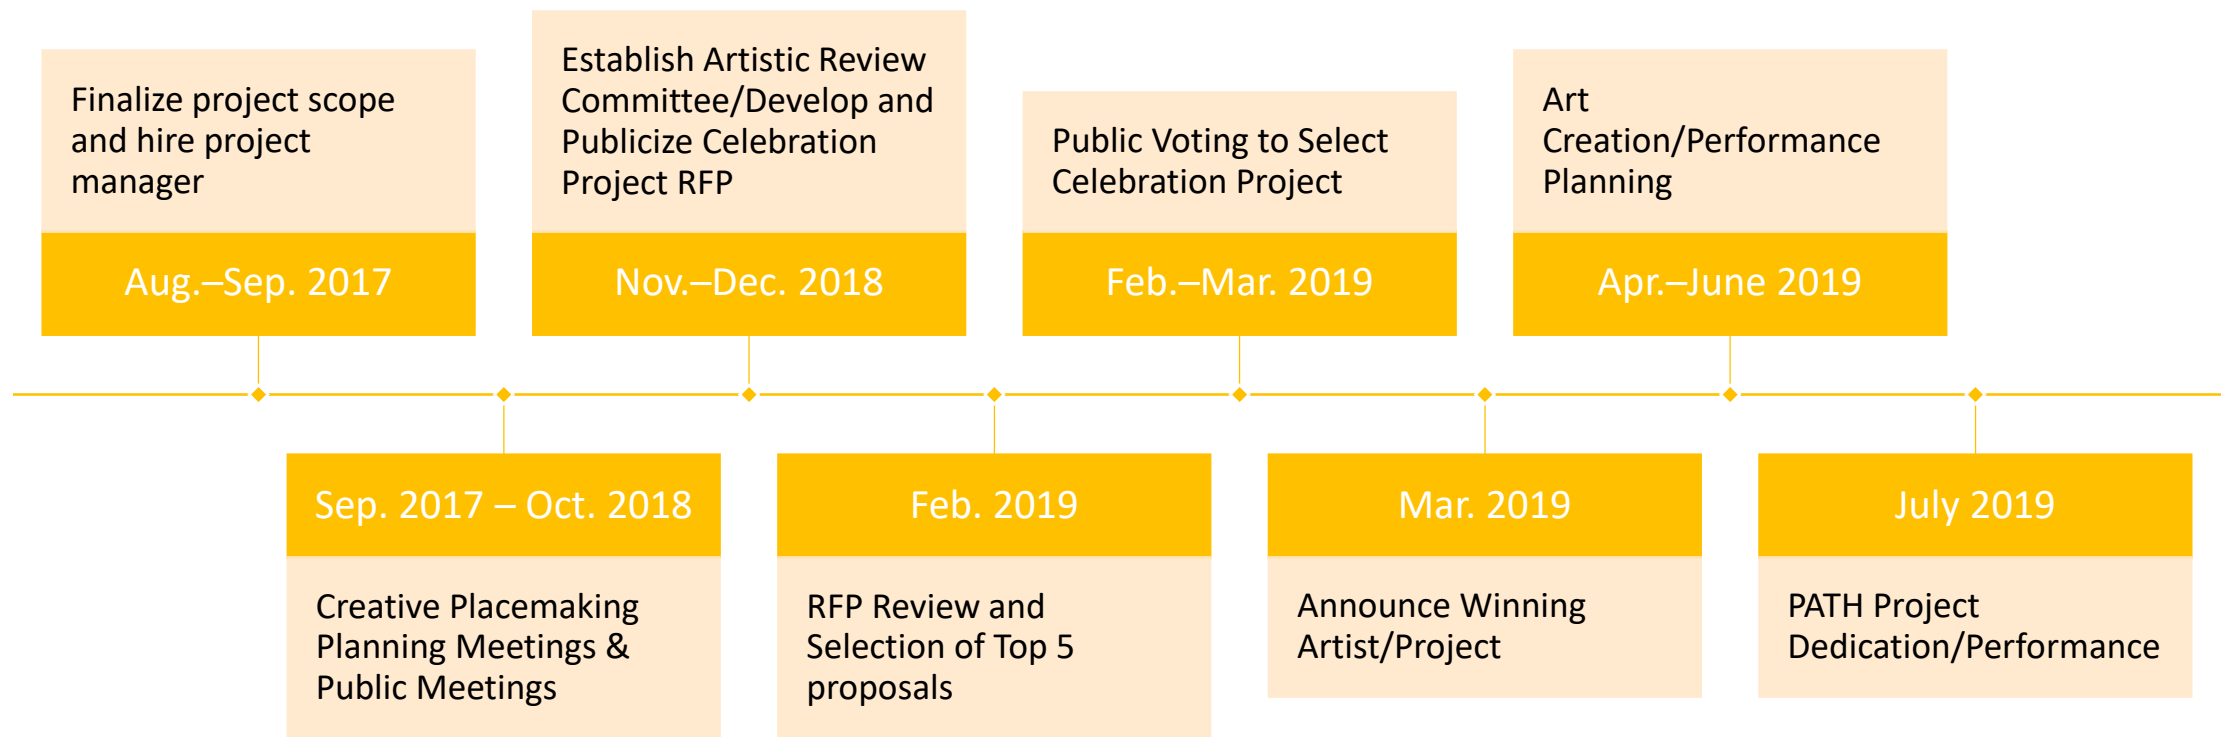 Finalize project scope
and hire project
manager
Aug.–Sep. 2017
Sep. 2017 – Oct. 2018
Creative Placemaking
Planning Meetings &
Public Meetings
Establish Artistic Review
Committee/Develop and
Publicize Celebration
Project RFP
Nov.–Dec. 2018
Feb. 2019
RFP Review and
Selection of Top 5
proposals
Public Voting to Select
Celebration Project
Feb.–Mar. 2019
Mar. 2019
Announce Winning
Artist/Project
Art
Creation/Performance
Planning
Apr.–June 2019
July 2019
PATH Project
Dedication/Performance